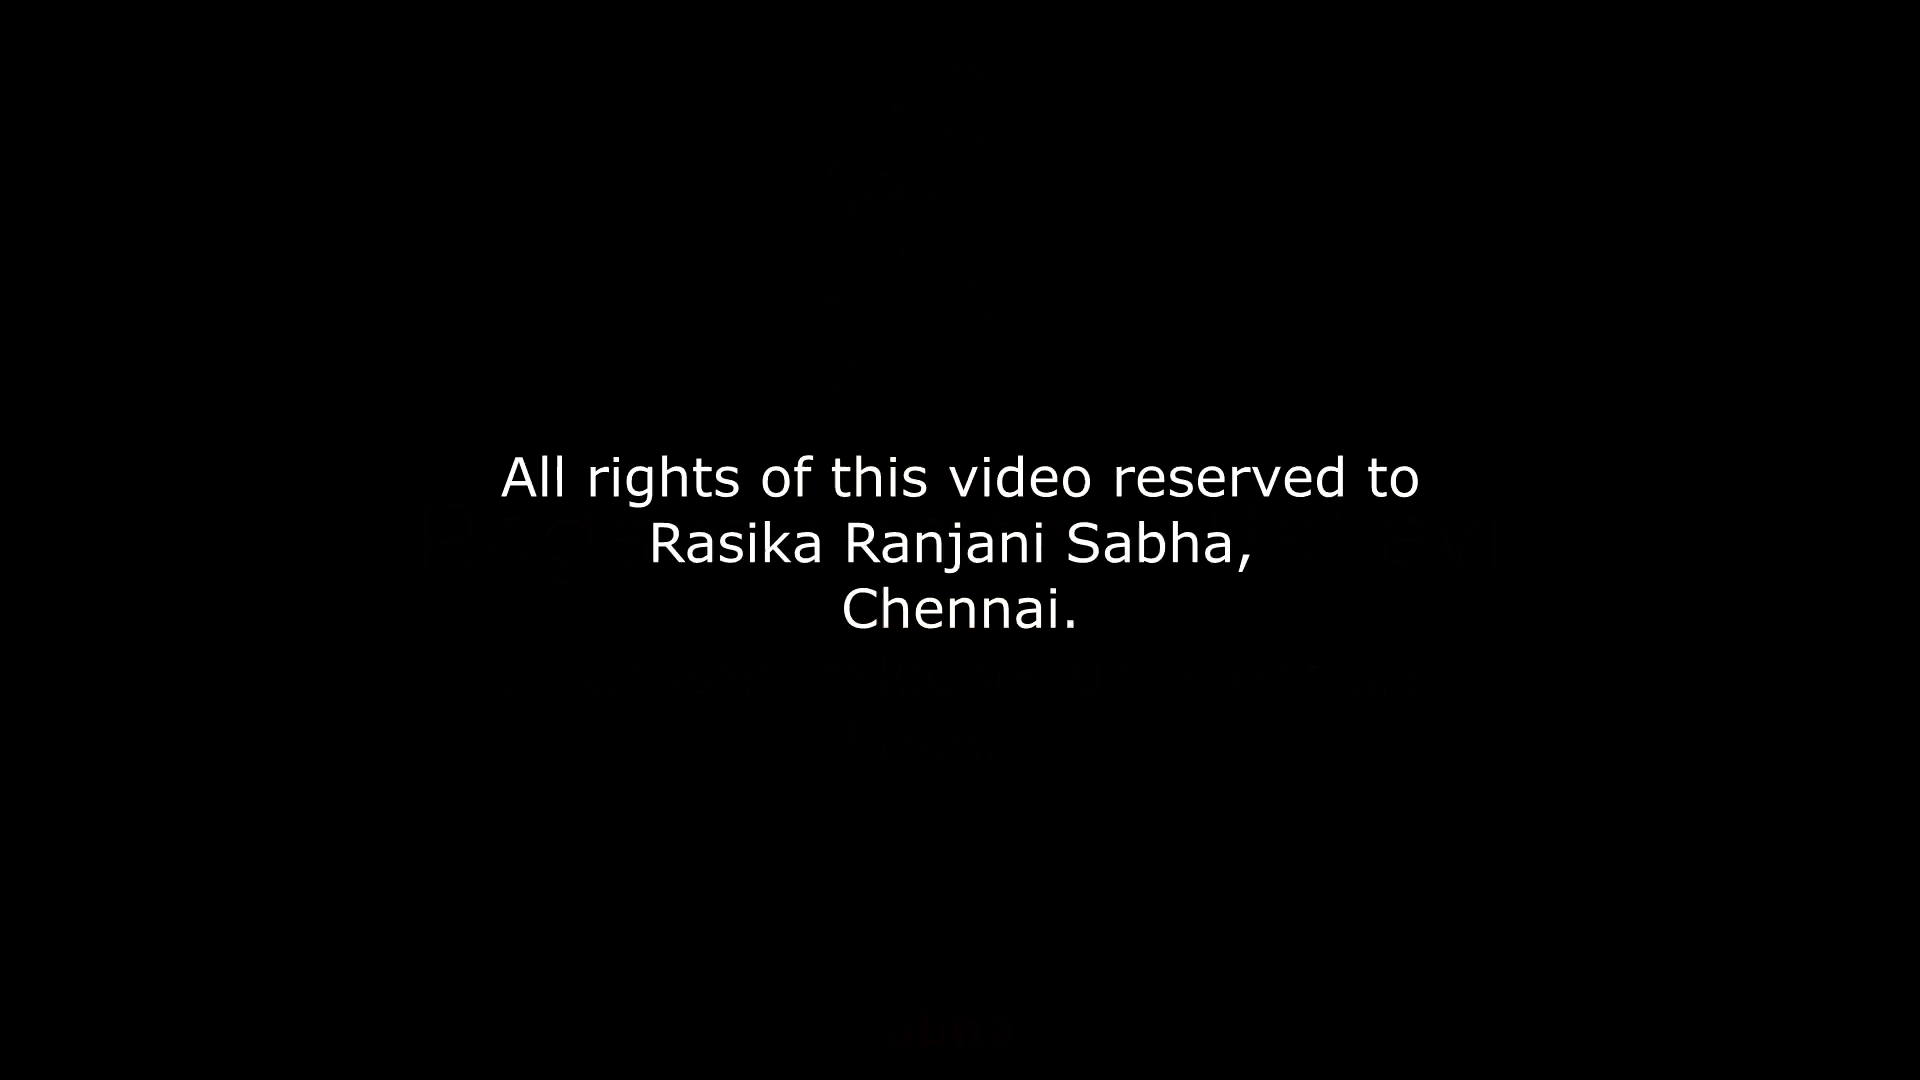 All rights of this video reserved to
Rasika Ranjani Sabha,
Chennai.